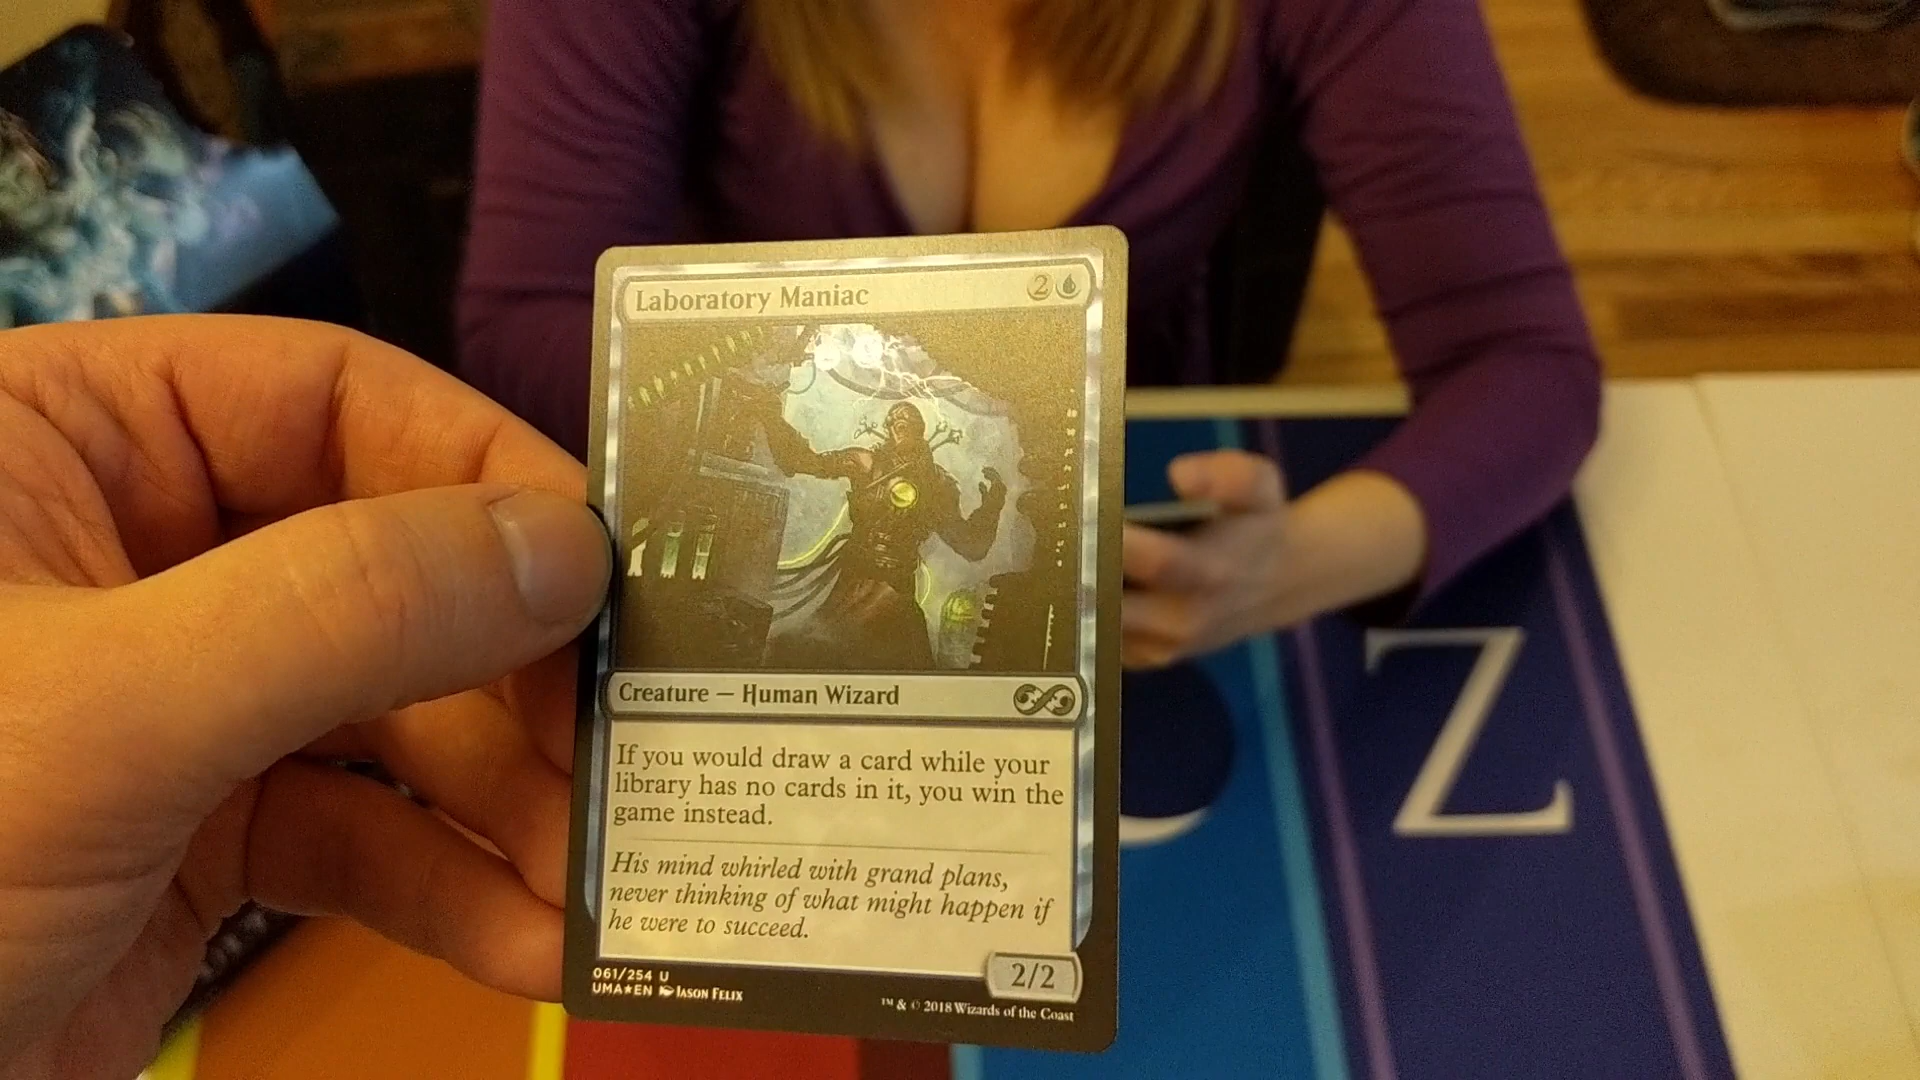 Laboratory Maniac
2
Creature — Human Wizard
If you would draw a card while your
library has no cards in it, you win the
game instead.
His mind whirled with grand plans,
never thinking of what might happen if
he were to succeed.
2/2
061/254 U
UMA★EN Jason Felix
™ & © 2018 Wizards of the Coast
Z